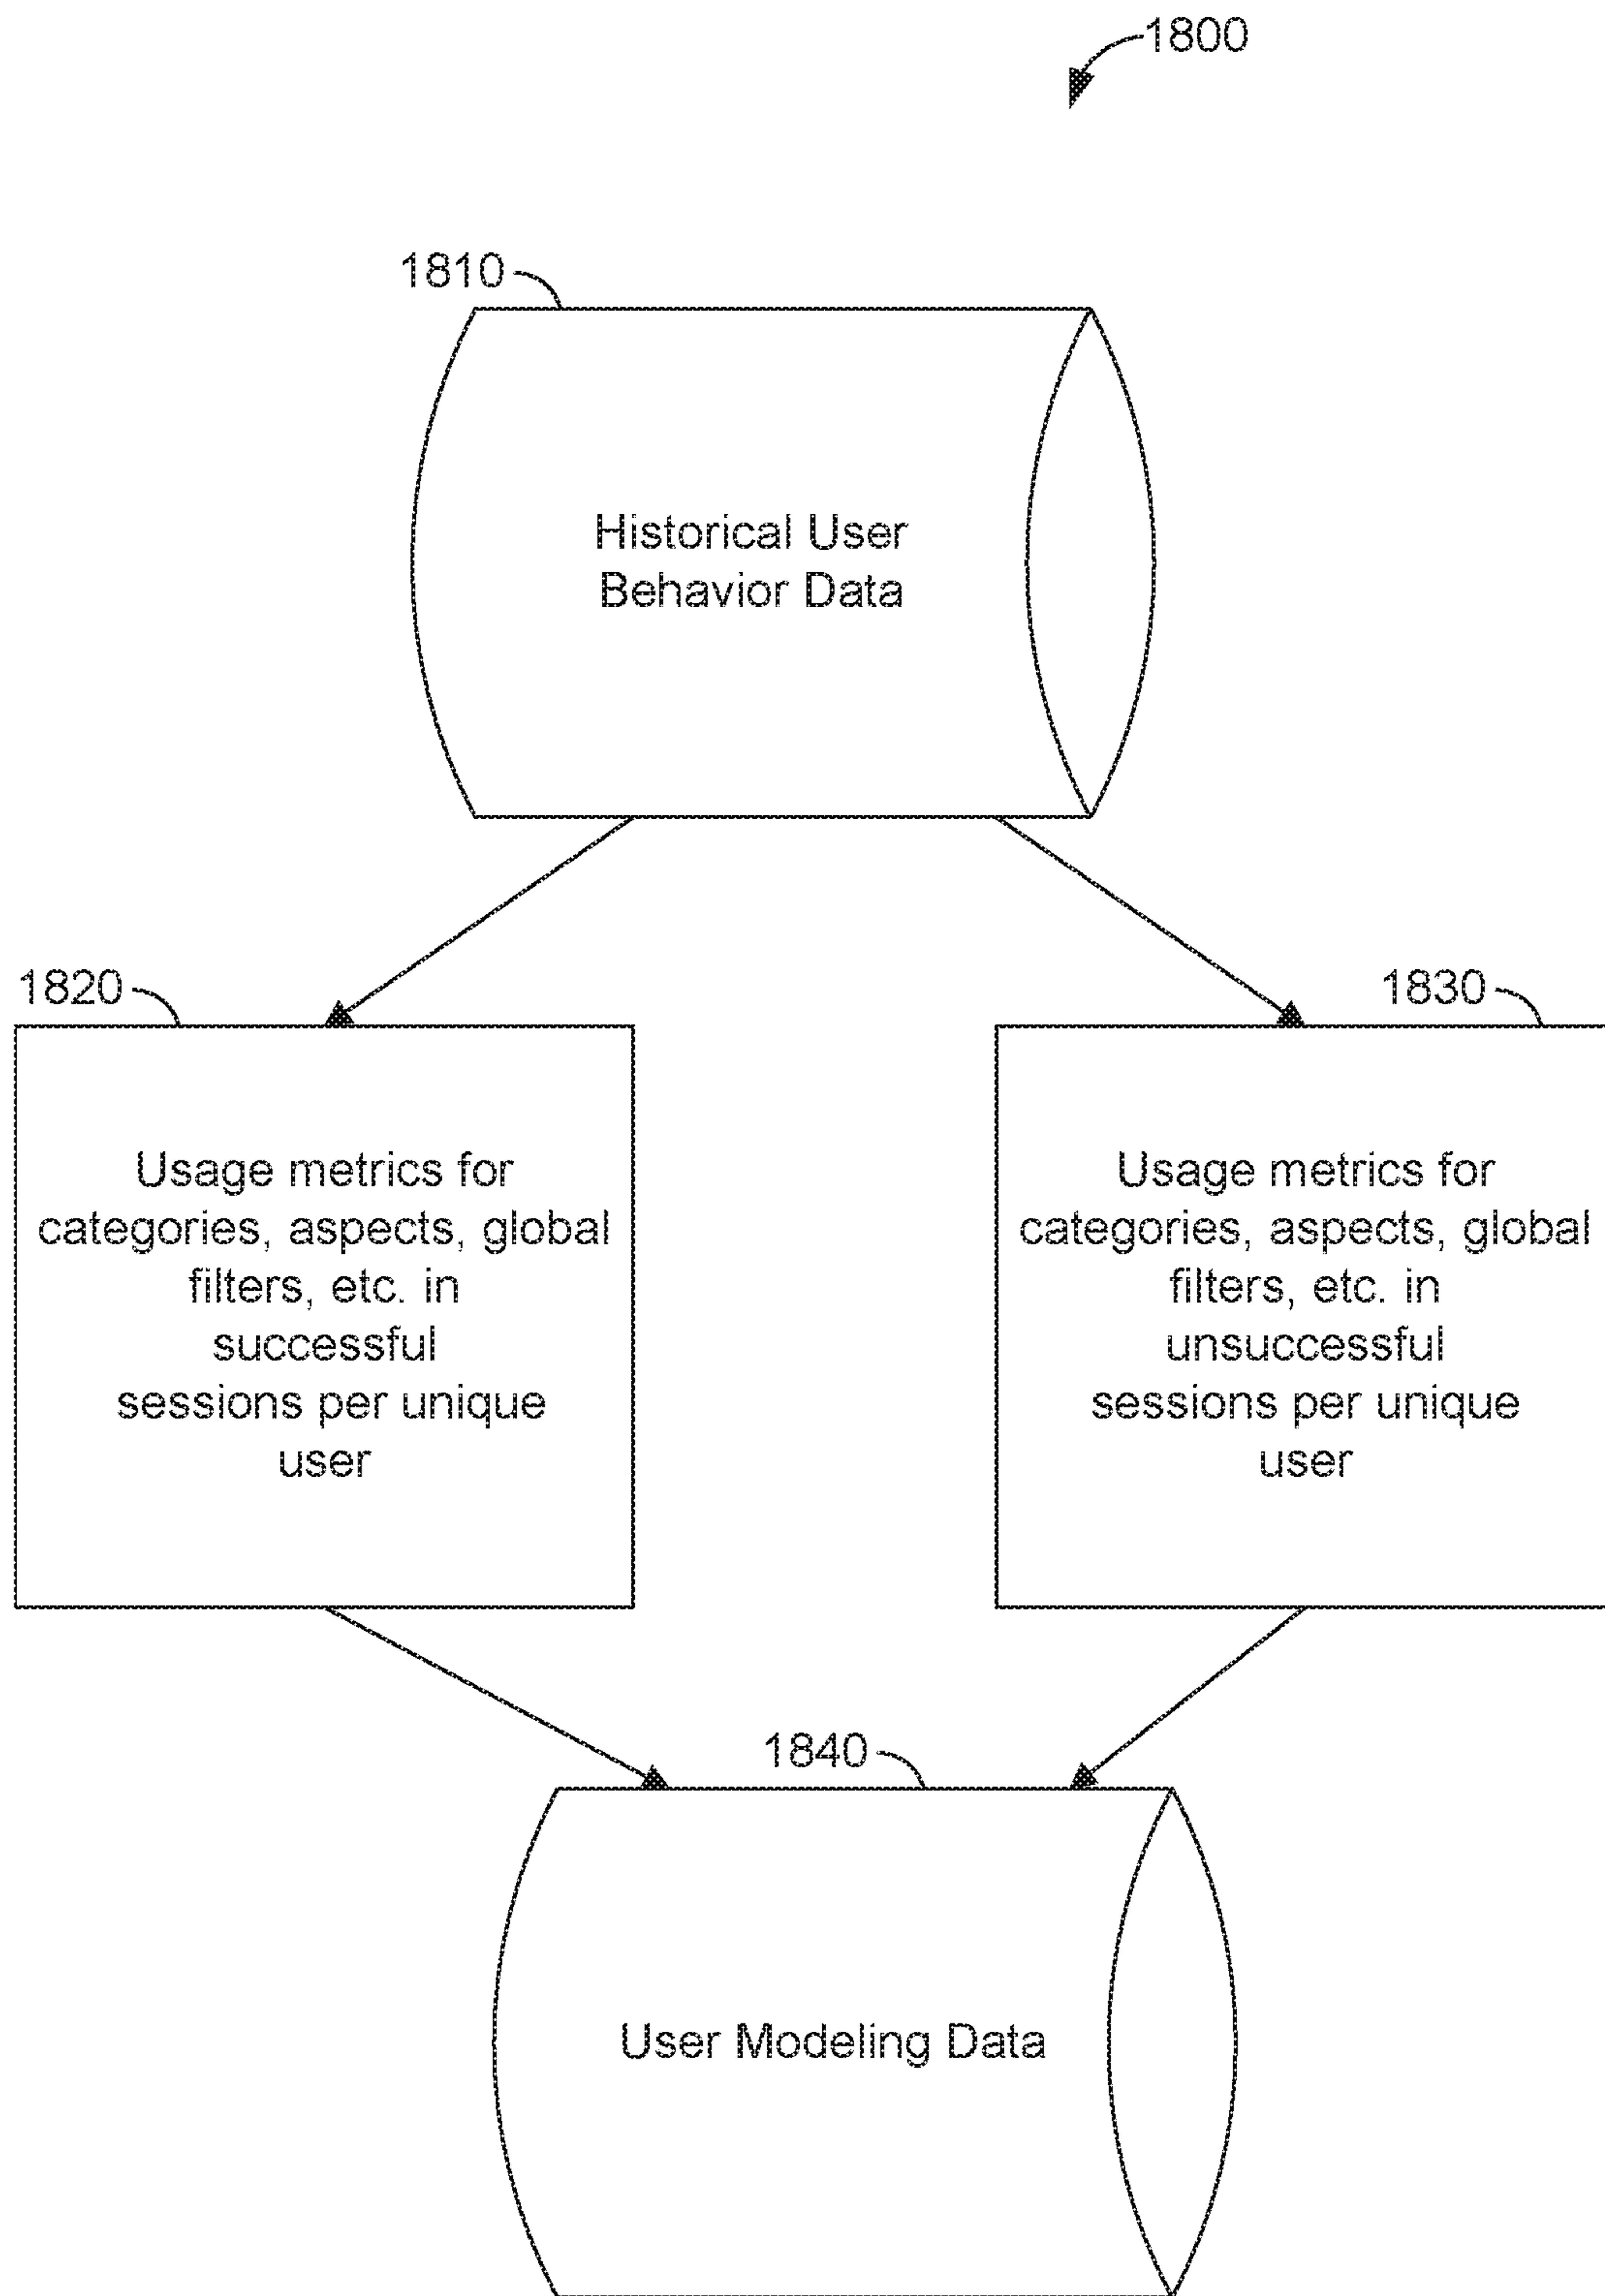 1800
1810
Historical User
Behavior Data
1820
Usage metrics for
categories, aspects, global
filters, etc. in
successful
sessions per unique
user
1830
Usage metrics for
categories, aspects, global
filters, etc. in
unsuccessful
sessions per unique
user
1840
User Modeling Data